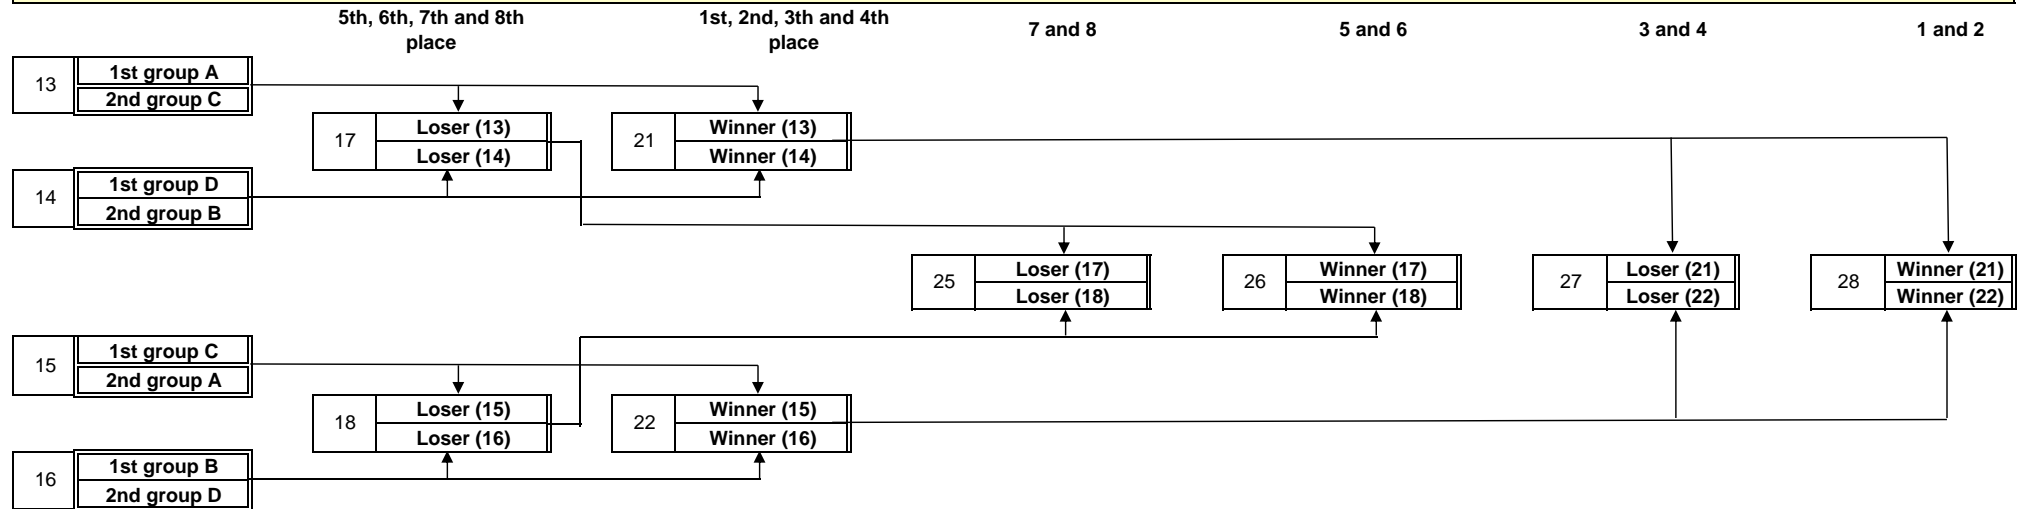 5th, 6th, 7th and 8th
place
1st, 2nd, 3th and 4th
place
7 and 8
5 and 6
3 and 4
1 and 2
13
1st group A
2nd group C
17
Loser (13)
Loser (14)
21
Winner (13)
Winner (14)
14
1st group D
2nd group B
25
Loser (17)
Loser (18)
26
Winner (17)
Winner (18)
27
Loser (21)
Loser (22)
28
Winner (21)
Winner (22)
15
1st group C
2nd group A
18
Loser (15)
Loser (16)
22
Winner (15)
Winner (16)
16
1st group B
2nd group D